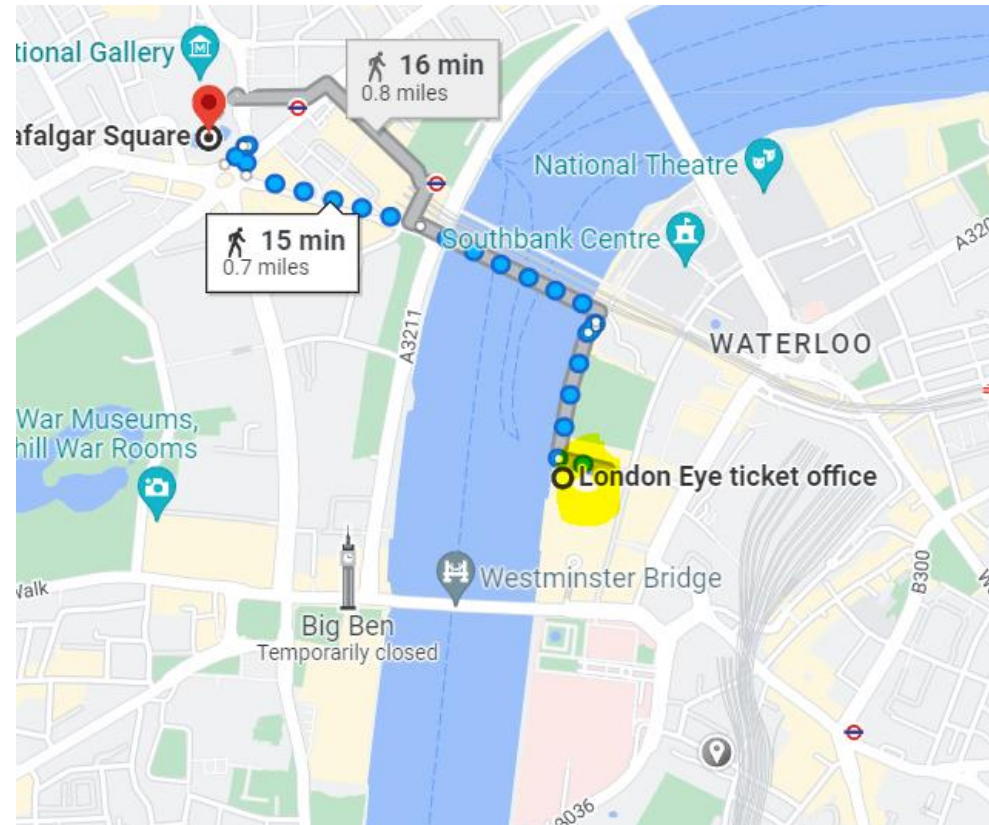 tional Gallery
16 min
0.8 miles
afalgar Square
National Theatre
15 min
0.7 miles
Southbank Centre
A320
A3211
WATERLOO
War Museums,
hill War Rooms
London Eye ticket office
Westminster Bridge
B300
Walk
Big Ben
Temporarily closed
A3036